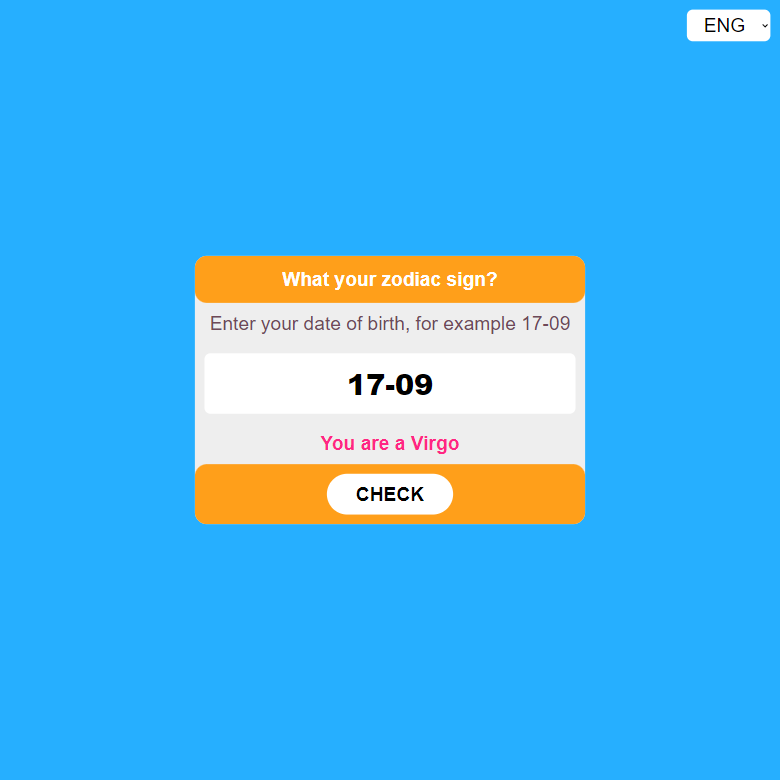 ENG
What your zodiac sign?
Enter your date of birth, for example 17-09
17-09
You are a Virgo
CHECK